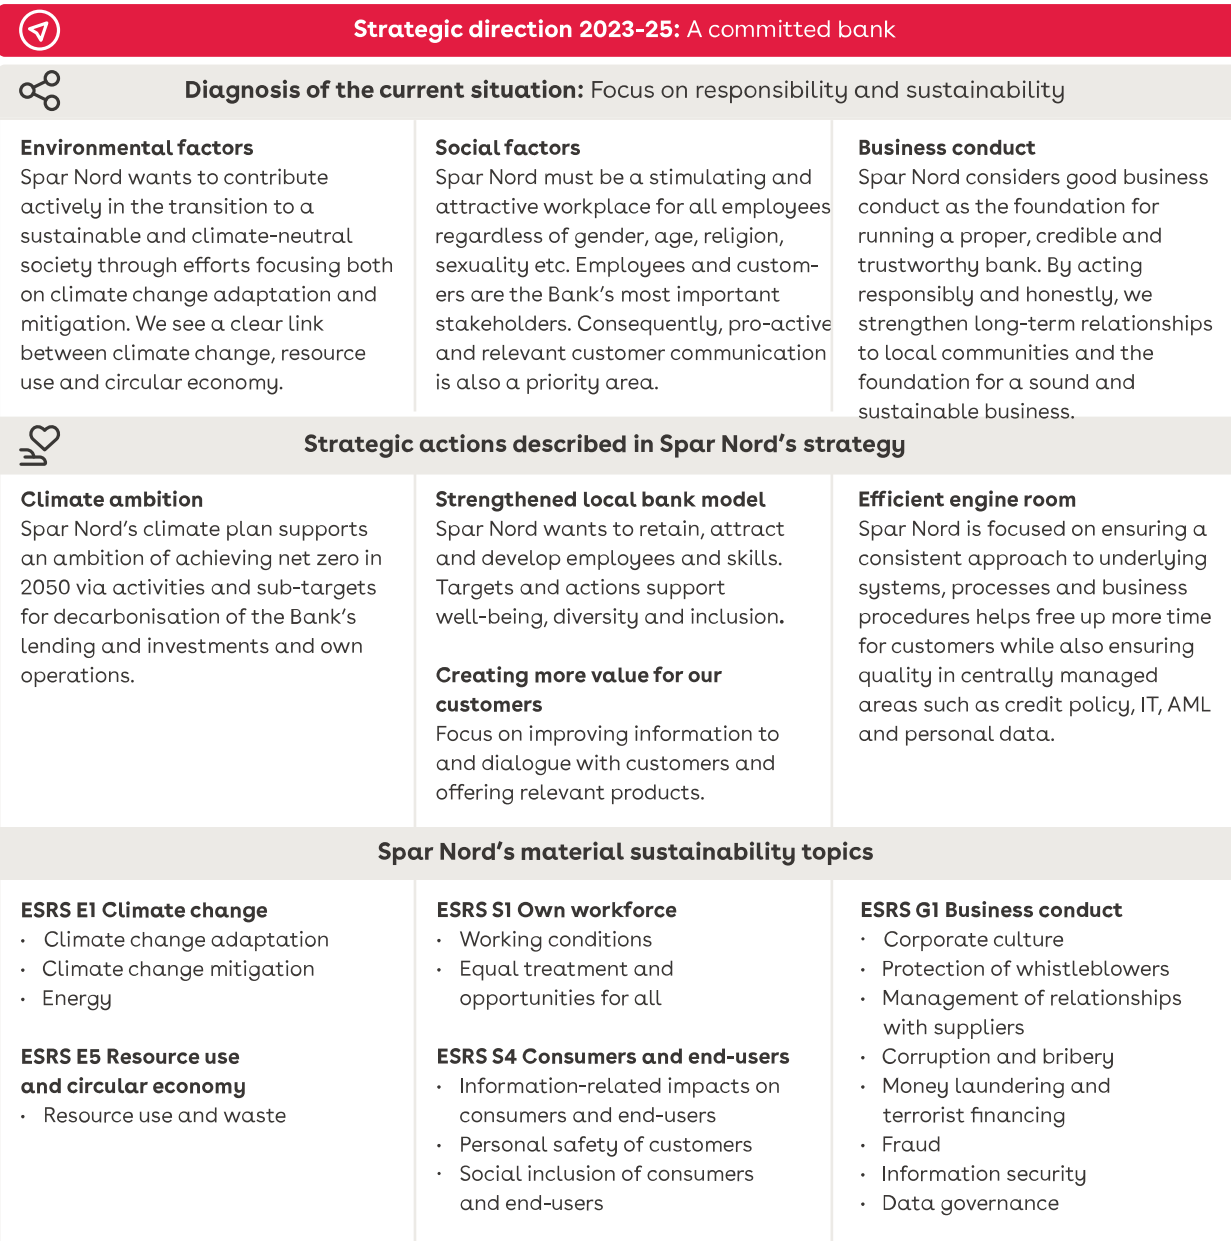 Strategic direction 2023-25: A committed bank
Diagnosis of the current situation: Focus on responsibility and sustainability
Environmental factors
Spar Nord wants to contribute
actively in the transition to a
sustainable and climate-neutral
society through efforts focusing both
on climate change adaptation and
mitigation. We see a clear link
between climate change, resource
use and circular economy.
Social factors
Spar Nord must be a stimulating and
attractive workplace for all employees
regardless of gender, age, religion,
sexuality etc. Employees and custom-
ers are the Bank's most important
stakeholders. Consequently, pro-active
and relevant customer communication
is also a priority area.
Business conduct
Spar Nord considers good business
conduct as the foundation for
running a proper, credible and
trustworthy bank. By acting
responsibly and honestly, we
strengthen long-term relationships
to local communities and the
foundation for a sound and
sustainable business.
Strategic actions described in Spar Nord's strategy
Climate ambition
Spar Nord's climate plan supports
an ambition of achieving net zero in
2050 via activities and sub-targets
for decarbonisation of the Bank's
lending and investments and own
operations.
Strengthened local bank model
Spar Nord wants to retain, attract
and develop employees and skills.
Targets and actions support
well-being, diversity and inclusion.
Creating more value for our
customers
Focus on improving information to
and dialogue with customers and
offering relevant products.
Efficient engine room
Spar Nord is focused on ensuring a
consistent approach to underlying
systems, processes and business
procedures helps free up more time
for customers while also ensuring
quality in centrally managed
areas such as credit policy, IT, AML
and personal data.
Spar Nord's material sustainability topics
ESRS E1 Climate change
• Climate change adaptation
• Climate change mitigation
• Energy
ESRS E5 Resource use
and circular economy
• Resource use and waste
ESRS S1 Own workforce
• Working conditions
• Equal treatment and
opportunities for all
ESRS S4 Consumers and end-users
• Information-related impacts on
consumers and end-users
• Personal safety of customers
• Social inclusion of consumers
and end-users
ESRS G1 Business conduct
• Corporate culture
• Protection of whistleblowers
• Management of relationships
with suppliers
• Corruption and bribery
• Money laundering and
terrorist financing
• Fraud
• Information security
• Data governance